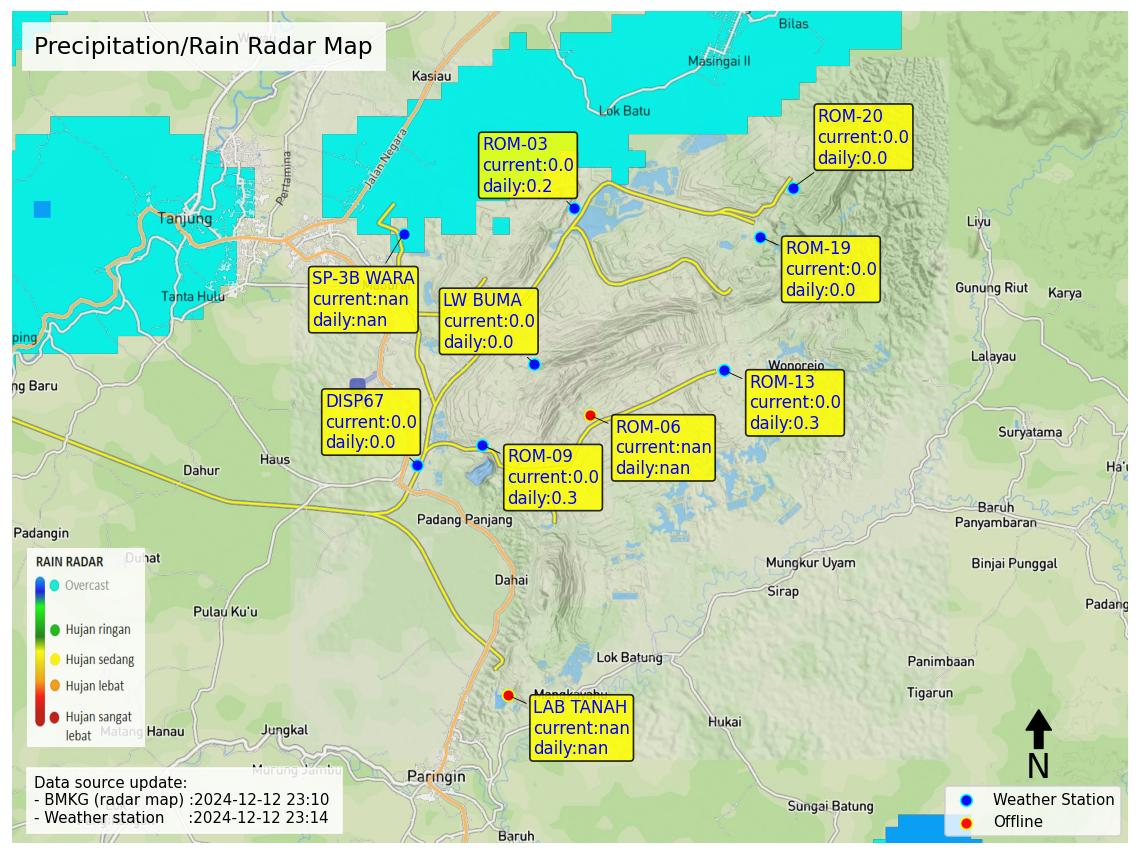 Precipitation/Rain Radar Map
Bilas
Masingai II
Kasiau
Lok Batu
Jalan Negara
Pertamina
ROM-20
current:0.0
daily:0.0
ROM-03
current:0.0
daily:0.2
Tanjung
Liyu
ROM-19
current:0.0
daily:0.0
SP-3B WARA
current:nan
daily:nan
Tanta Hulu
LW BUMA
current:0.0
daily:0.0
Gunung Riut
Karya
ping
Lalayau
Wonorejo
ng Baru
ROM-13
current:0.0
daily:0.3
DISP67
current:0.0
daily:0.0
ROM-06
current:nan
daily:nan
Suryatama
Haus
Dahur
Ha'u
ROM-09
current:0.0
daily:0.3
Baruh
Panyambaran
Padang Panjang
Padangin
Duhat
Binjai Punggal
Mungkur Uyam
Dahai
Sirap
Padang
Pulau Ku'u
RAIN RADAR
Overcast
Hujan ringan
Hujan sedang
Hujan lebat
Hujan sangat
lebat
Lok Batung
Panimbaan
Tigarun
Mangkayahu
LAB TANAH
current:nan
daily:nan
Hukai
Matang Hanau
Jungkal
Murung Jambu
Paringin
N
Sungai Batung
Baruh
Data source update:
- BMKG (radar map) :2024-12-12 23:10
- Weather station :2024-12-12 23:14
Weather Station
Offline